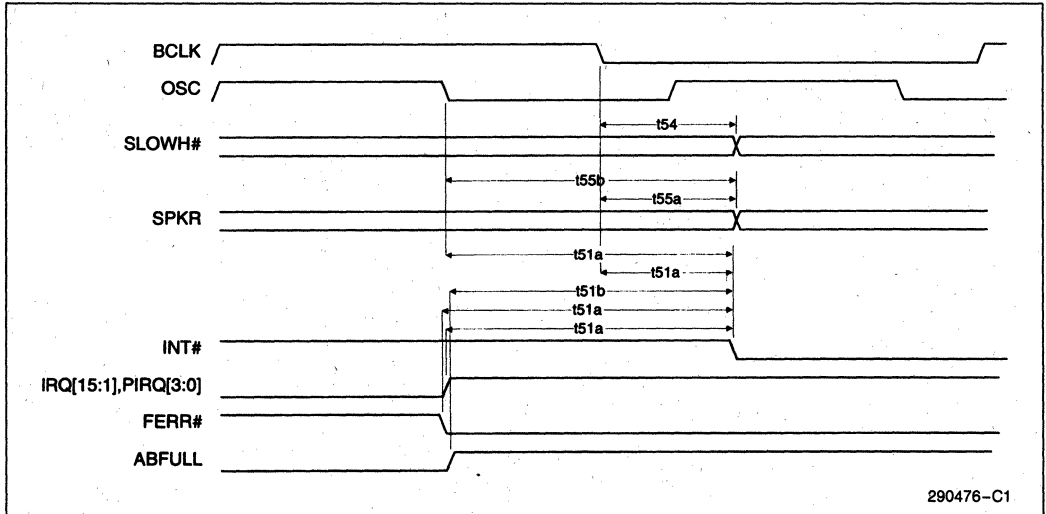 BCLK
OSC
t54
SLOWH#
t55b
t55a
SPKR
t51a
t51a
t51b
t51a
t51a
INT#
IRQ[15:1],PIRQ[3:0]
FERR#
ABFULL
290476-C1